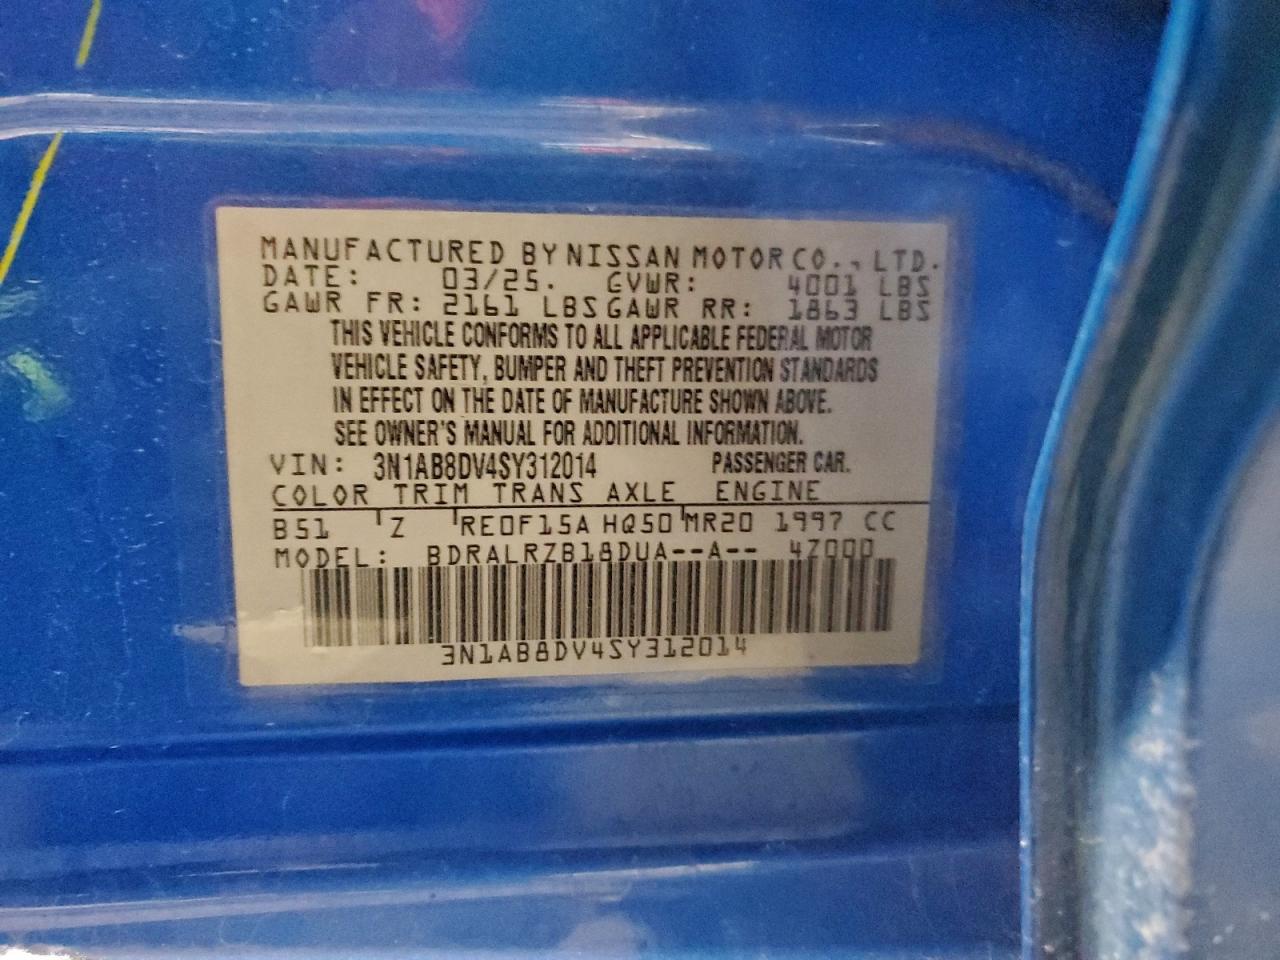 MANUFACTURED BY NISSAN MOTOR CO., LTD.
DATE: 03/25. GVWR: 4001 LBS
GAWR FR: 2161 LBS GAWR RR: 1863 LBS
THIS VEHICLE CONFORMS TO ALL APPLICABLE FEDERAL MOTOR
VEHICLE SAFETY, BUMPER AND THEFT PREVENTION STANDARDS
IN EFFECT ON THE DATE OF MANUFACTURE SHOWN ABOVE.
SEE OWNER'S MANUAL FOR ADDITIONAL INFORMATION.
VIN: 3N1AB8DV4SY312014 PASSENGER CAR.
COLOR TRIM TRANS AXLE ENGINE
B51 Z RE0F15A HQ50 MR20 1997 CC
MODEL: BDRALRZB18DUA--A-- 47000
3N1AB8DV4SY312014